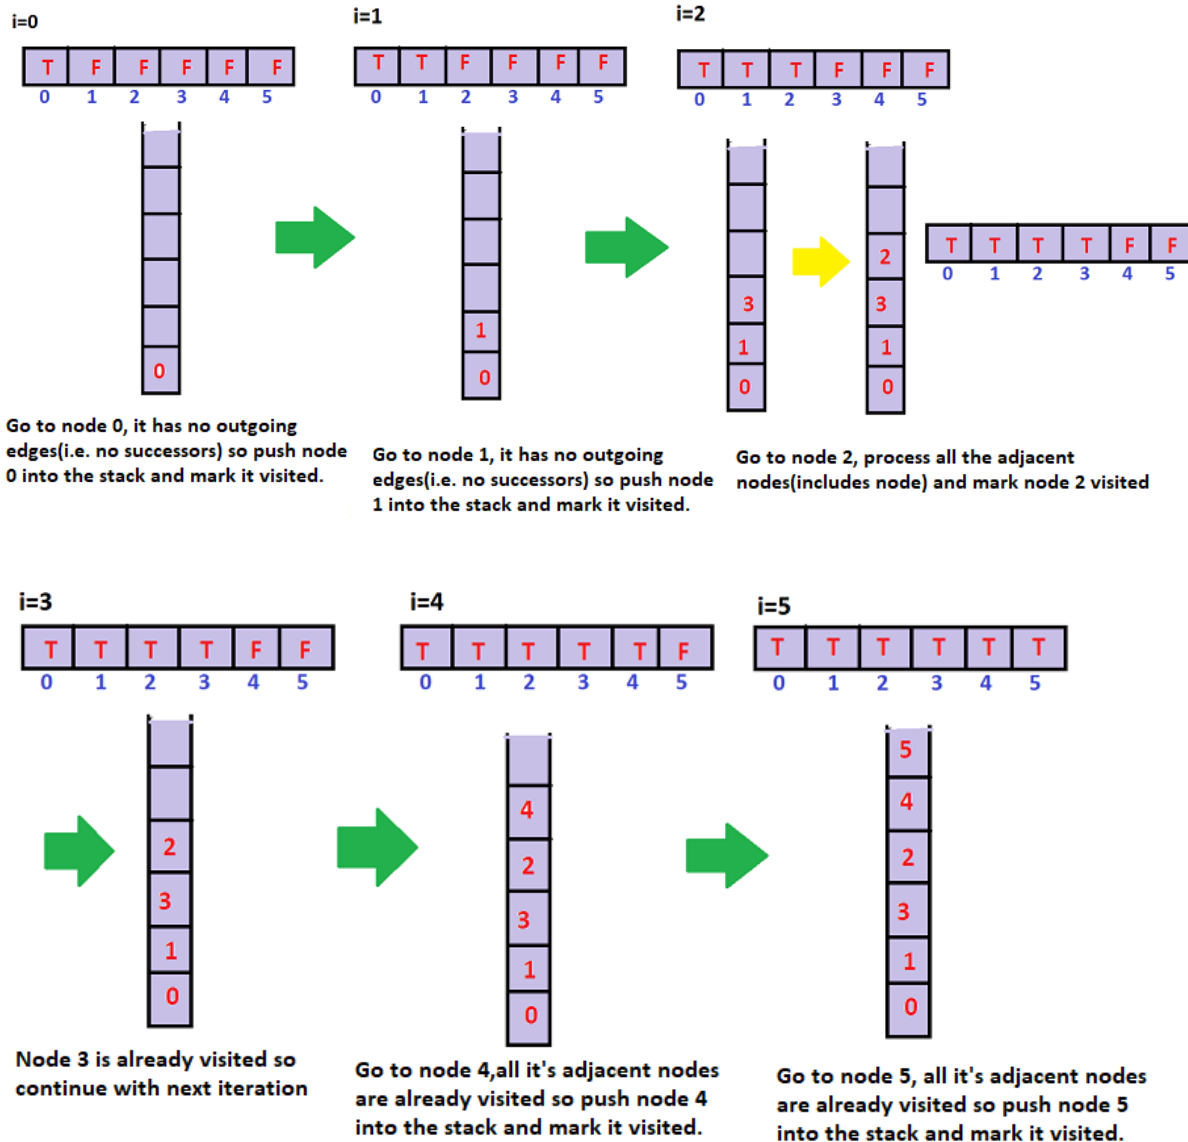 i=0
T F F F F F
0 1 2 3 4 5
0
Go to node 0, it has no outgoing
edges(i.e. no successors) so push node
0 into the stack and mark it visited.
i=1
T T F F F F
0 1 2 3 4 5
1
0
Go to node 1, it has no outgoing
edges(i.e. no successors) so push node
1 into the stack and mark it visited.
i=2
T T T F F F
0 1 2 3 4 5
3
1
0
2
3
1
0
T T T T F F
0 1 2 3 4 5
Go to node 2, process all the adjacent
nodes(includes node) and mark node 2 visited
i=3
T T T T F F
0 1 2 3 4 5
2
3
1
0
Node 3 is already visited so
continue with next iteration
i=4
T T T T T F
0 1 2 3 4 5
4
2
3
1
0
Go to node 4,all it's adjacent nodes
are already visited so push node 4
into the stack and mark it visited.
i=5
T T T T T T
0 1 2 3 4 5
5
4
2
3
1
0
Go to node 5, all it's adjacent nodes
are already visited so push node 5
into the stack and mark it visited.